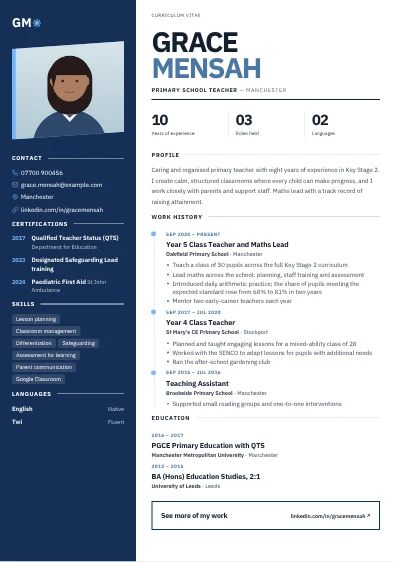 GM
CONTACT
07700 900456
grace.mensah@example.com
Manchester
linkedin.com/in/gracemensah
CERTIFICATIONS
2017 Qualified Teacher Status (QTS)
Department for Education
2023 Designated Safeguarding Lead
training
2024 Paediatric First Aid St John
Ambulance
SKILLS
Lesson planning
Classroom management
Differentiation Safeguarding
Assessment for learning
Parent communication
Google Classroom
LANGUAGES
English Native
Twi Fluent
CURRICULUM VITAE
GRACE
MENSAH
PRIMARY SCHOOL TEACHER — MANCHESTER
10 03 02
Years of experience Roles held Languages
PROFILE
Caring and organised primary teacher with eight years of experience in Key Stage 2.
I create calm, structured classrooms where every child can make progress, and I
work closely with parents and support staff. Maths lead with a track record of
raising attainment.
WORK HISTORY
SEP 2020 – PRESENT
Year 5 Class Teacher and Maths Lead
Oakfield Primary School · Manchester
• Teach a class of 30 pupils across the full Key Stage 2 curriculum
• Lead maths across the school: planning, staff training and assessment
• Introduced daily arithmetic practice; the share of pupils meeting the
expected standard rose from 68% to 81% in two years
• Mentor two early-career teachers each year
SEP 2017 – JUL 2020
Year 4 Class Teacher
St Mary's CE Primary School · Stockport
• Planned and taught engaging lessons for a mixed-ability class of 28
• Worked with the SENCO to adapt lessons for pupils with additional needs
• Ran the after-school gardening club
SEP 2015 – JUL 2016
Teaching Assistant
Brookside Primary School · Manchester
• Supported small reading groups and one-to-one interventions
EDUCATION
2016 – 2017
PGCE Primary Education with QTS
Manchester Metropolitan University · Manchester
2012 – 2015
BA (Hons) Education Studies, 2:1
University of Leeds · Leeds
See more of my work linkedin.com/in/gracemensah ↗